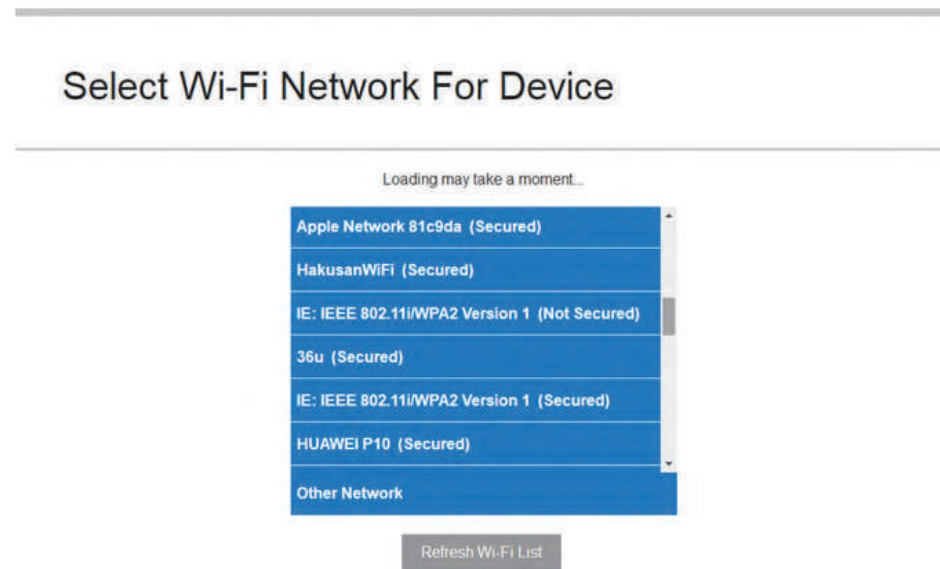 Select Wi-Fi Network For Device
Loading may take a moment...
Apple Network 81c9da (Secured)
HakusanWiFi (Secured)
IE: IEEE 802.11i/WPA2 Version 1 (Not Secured)
36u (Secured)
IE: IEEE 802.11i/WPA2 Version 1 (Secured)
HUAWEI P10 (Secured)
Other Network
Refresh Wi-Fi List